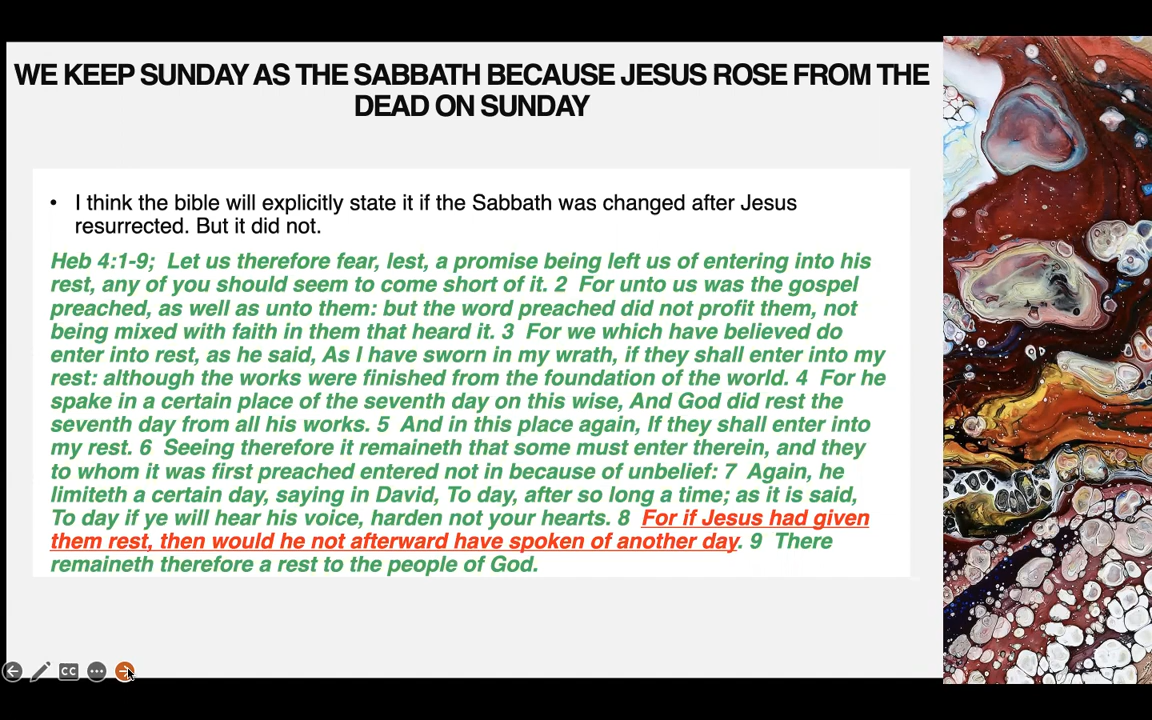 WE KEEP SUNDAY AS THE SABBATH BECAUSE JESUS ROSE FROM THE
DEAD ON SUNDAY
• I think the bible will explicitly state it if the Sabbath was changed after Jesus
resurrected. But it did not.
Heb 4:1-9;  Let us therefore fear, lest, a promise being left us of entering into his
rest, any of you should seem to come short of it. 2  For unto us was the gospel
preached, as well as unto them: but the word preached did not profit them, not
being mixed with faith in them that heard it. 3  For we which have believed do
enter into rest, as he said, As I have sworn in my wrath, if they shall enter into my
rest: although the works were finished from the foundation of the world. 4  For he
spake in a certain place of the seventh day on this wise, And God did rest the
seventh day from all his works. 5  And in this place again, If they shall enter into
my rest. 6  Seeing therefore it remaineth that some must enter therein, and they
to whom it was first preached entered not in because of unbelief: 7  Again, he
limiteth a certain day, saying in David, To day, after so long a time; as it is said,
To day if ye will hear his voice, harden not your hearts. 8  For if Jesus had given
them rest, then would he not afterward have spoken of another day. 9  There
remaineth therefore a rest to the people of God.
CC